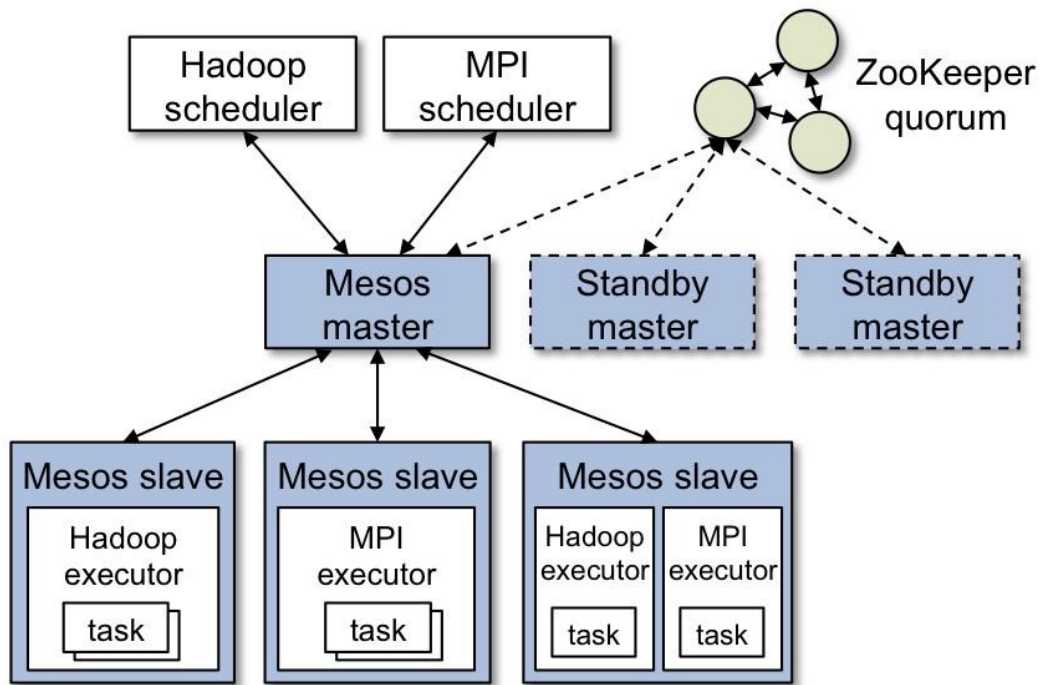 Hadoop
scheduler
MPI
scheduler
ZooKeeper
quorum
Mesos
master
Standby
master
Standby
master
Mesos slave
Hadoop
executor
task
Mesos slave
MPI
executor
task
Mesos slave
Hadoop
executor
task
MPI
executor
task